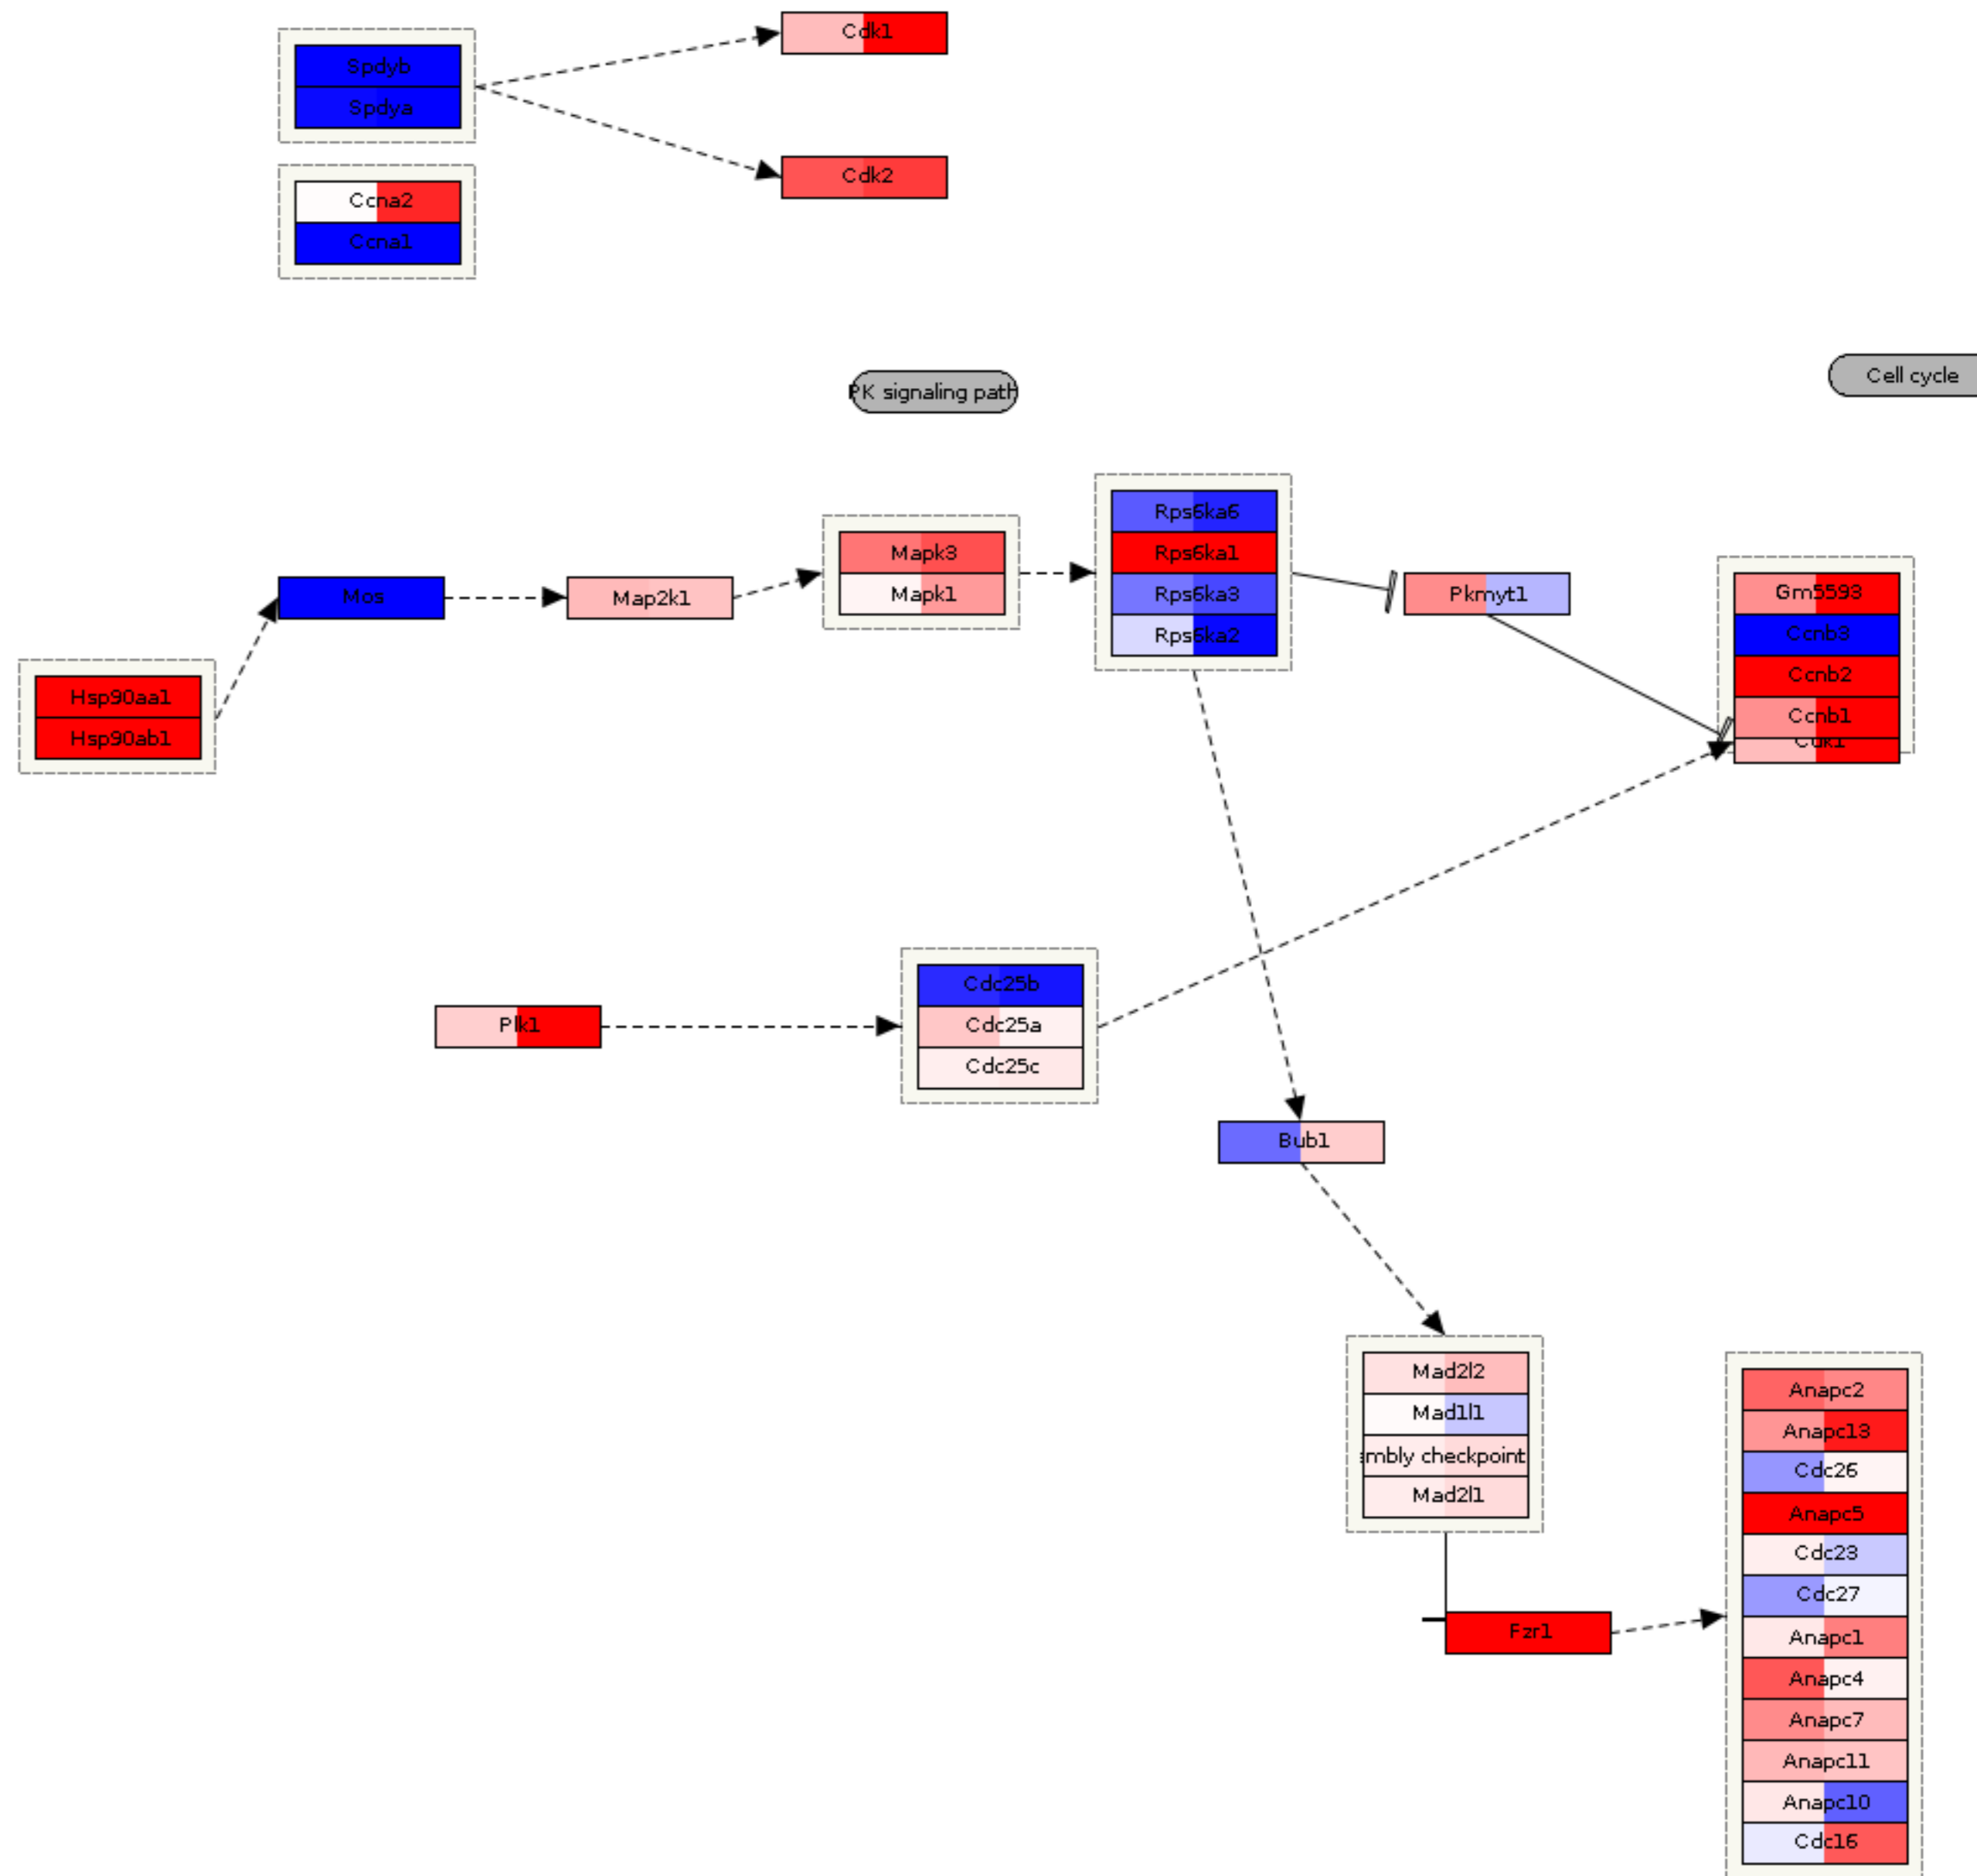 Cdk1
Spdyb
Spdya
Cdk2
Ccna2
Ccna1
PK signaling path
Cell cycle
Rps6ka6
Rps6ka1
Rps6ka3
Rps6ka2
Mapk3
Mapk1
Mos
Map2k1
Pkmyt1
Gm5593
Ccnb3
Ccnb2
Ccnb1
Cdk1
Hsp90aa1
Hsp90ab1
Cdc25b
Cdc25a
Cdc25c
Plk1
Bub1
Mad2l2
Mad1l1
mbly checkpoint
Mad2l1
Fzr1
Anapc2
Anapc13
Cdc26
Anapc5
Cdc23
Cdc27
Anapc1
Anapc4
Anapc7
Anapc11
Anapc10
Cdc16